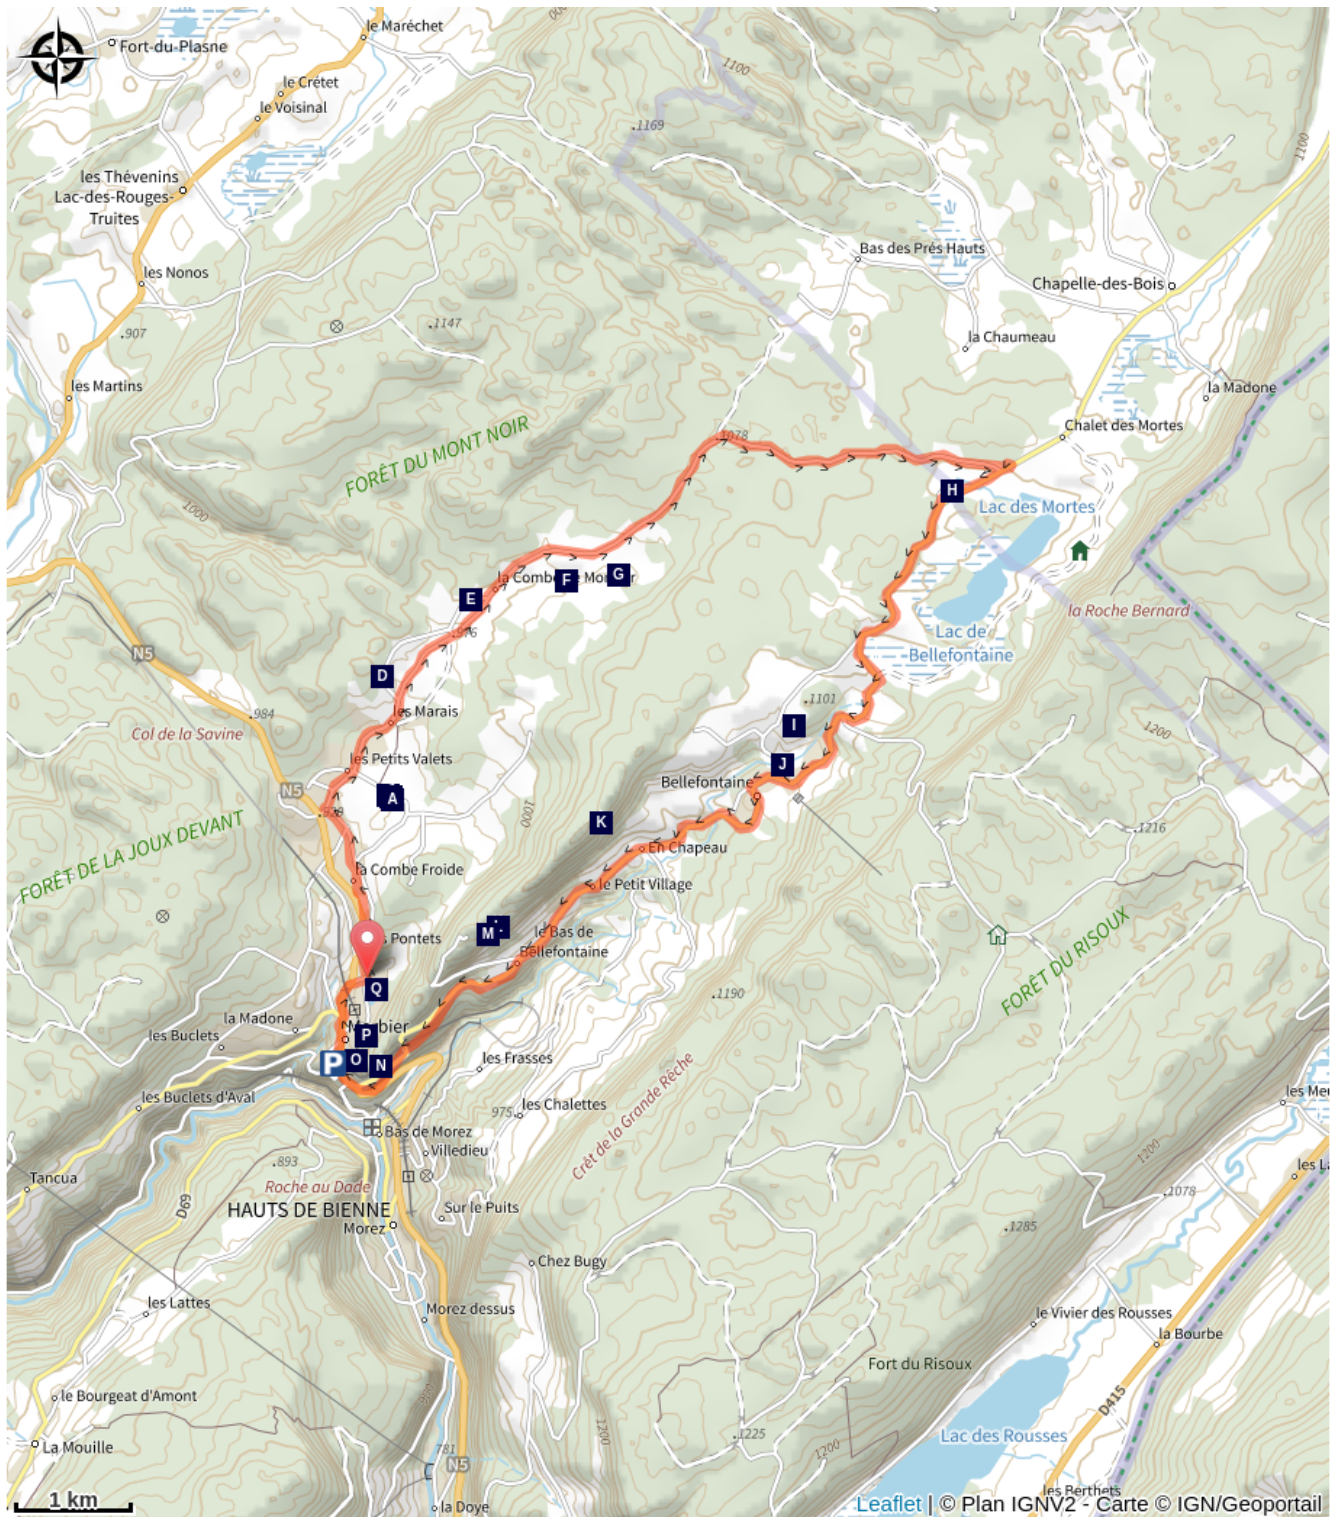 le Maréchet
Fort-du-Plasne
1100
le Crétet
le Voisinal
1169
1100
les Thévenins
Lac-des-Rouges-
Truites
Bas des Prés Hauts
les Nonos
Chapelle-des-Bois
.907
.1147
la Chaumeau
les Martins
la Madone
FORÊT DU MONT NOIR
1078
Chalet des Mortes
H
Lac des Mortes
1000
F
G
E
la Roche Bernard
Lac de
Bellefontaine
N5
D
.1101
les Marais
.984
I
Col de la Savine
1200
les Petits Valets
J
N5
A
Bellefontaine
1000
K
.1216
FORÊT DE LA JOUX DEVANT
En Chapeau
la Combe Froide
le Petit Village
M
le Bas de
Bellefontaine
Pontets
FORÊT DU RISOUX
Q
.1190
la Madone
les Buclets
P
P
O
N
les Frasses
les Buclets d'Aval
975.
les Chalettes
Crêt de la Grande Rèche
Bas de Morez
Villedieu
.893
1200
Tancua
Roche au Dade
.1078
D69
HAUTS DE BIENNE
Sur le Puits
Morez
.1285
Chez Bugy
les Lattes
Morez dessus
le Vivier des Rousses
la Bourbe
Fort du Risoux
le Bourgeat d'Amont
D415
1200
.1225
1200
Lac des Rousses
La Mouille
781
N5
1 km
la Doye
les Berthets
Leaflet | © Plan IGNV2 - Carte © IGN/Geoportail